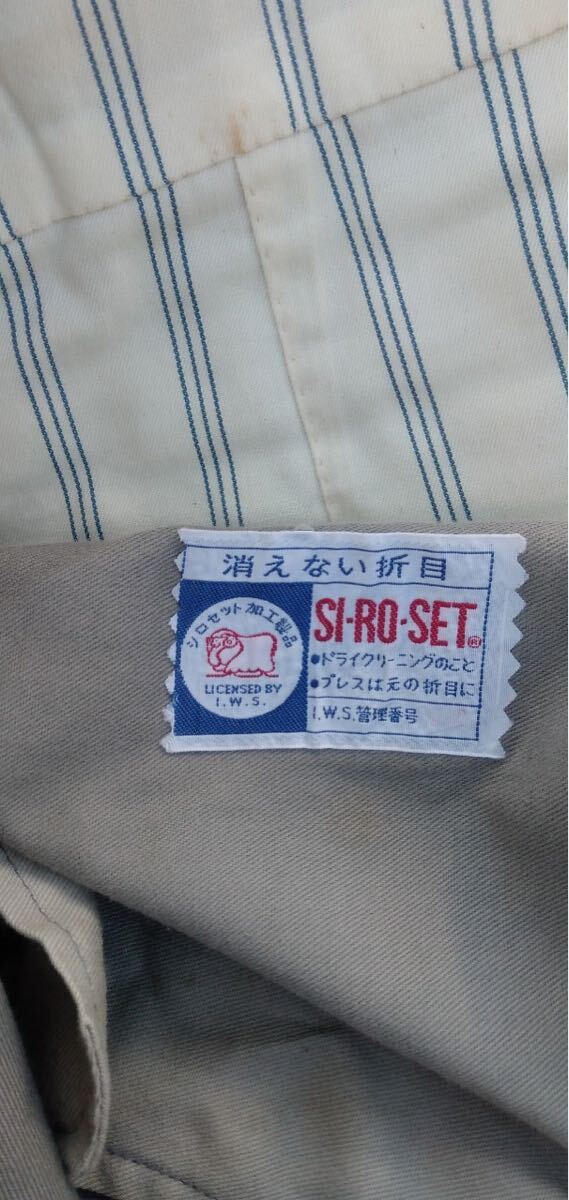 消えない折目
シロセット加工製品
LICENSED BY
I.W.S.
SI-RO-SET®
•ドライクリーニングのこと
•プレスは元の折目に
I.W.S.管理番号